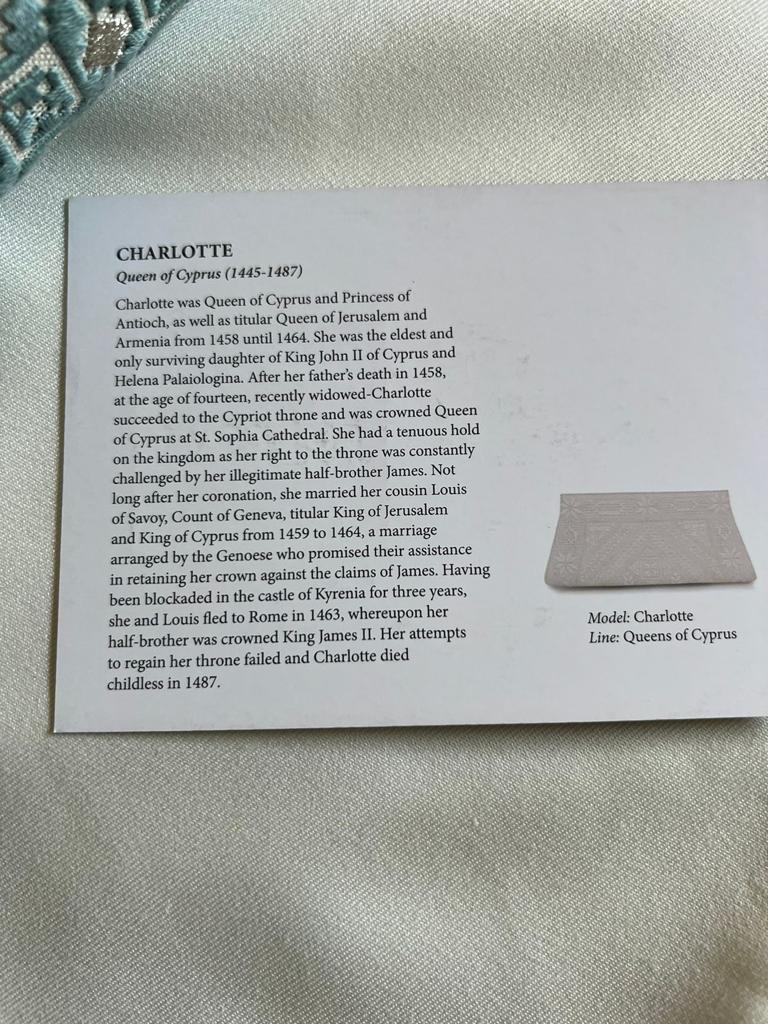 CHARLOTTE
Queen of Cyprus (1445-1487)
Charlotte was Queen of Cyprus and Princess of
Antioch, as well as titular Queen of Jerusalem and
Armenia from 1458 until 1464. She was the eldest and
only surviving daughter of King John II of Cyprus and
Helena Palaiologina. After her father's death in 1458,
at the age of fourteen, recently widowed-Charlotte
succeeded to the Cypriot throne and was crowned Queen
of Cyprus at St. Sophia Cathedral. She had a tenuous hold
on the kingdom as her right to the throne was constantly
challenged by her illegitimate half-brother James. Not
long after her coronation, she married her cousin Louis
of Savoy, Count of Geneva, titular King of Jerusalem
and King of Cyprus from 1459 to 1464, a marriage
arranged by the Genoese who promised their assistance
in retaining her crown against the claims of James. Having
been blockaded in the castle of Kyrenia for three years,
she and Louis fled to Rome in 1463, whereupon her
half-brother was crowned King James II. Her attempts
to regain her throne failed and Charlotte died
childless in 1487.
Model: Charlotte
Line: Queens of Cyprus